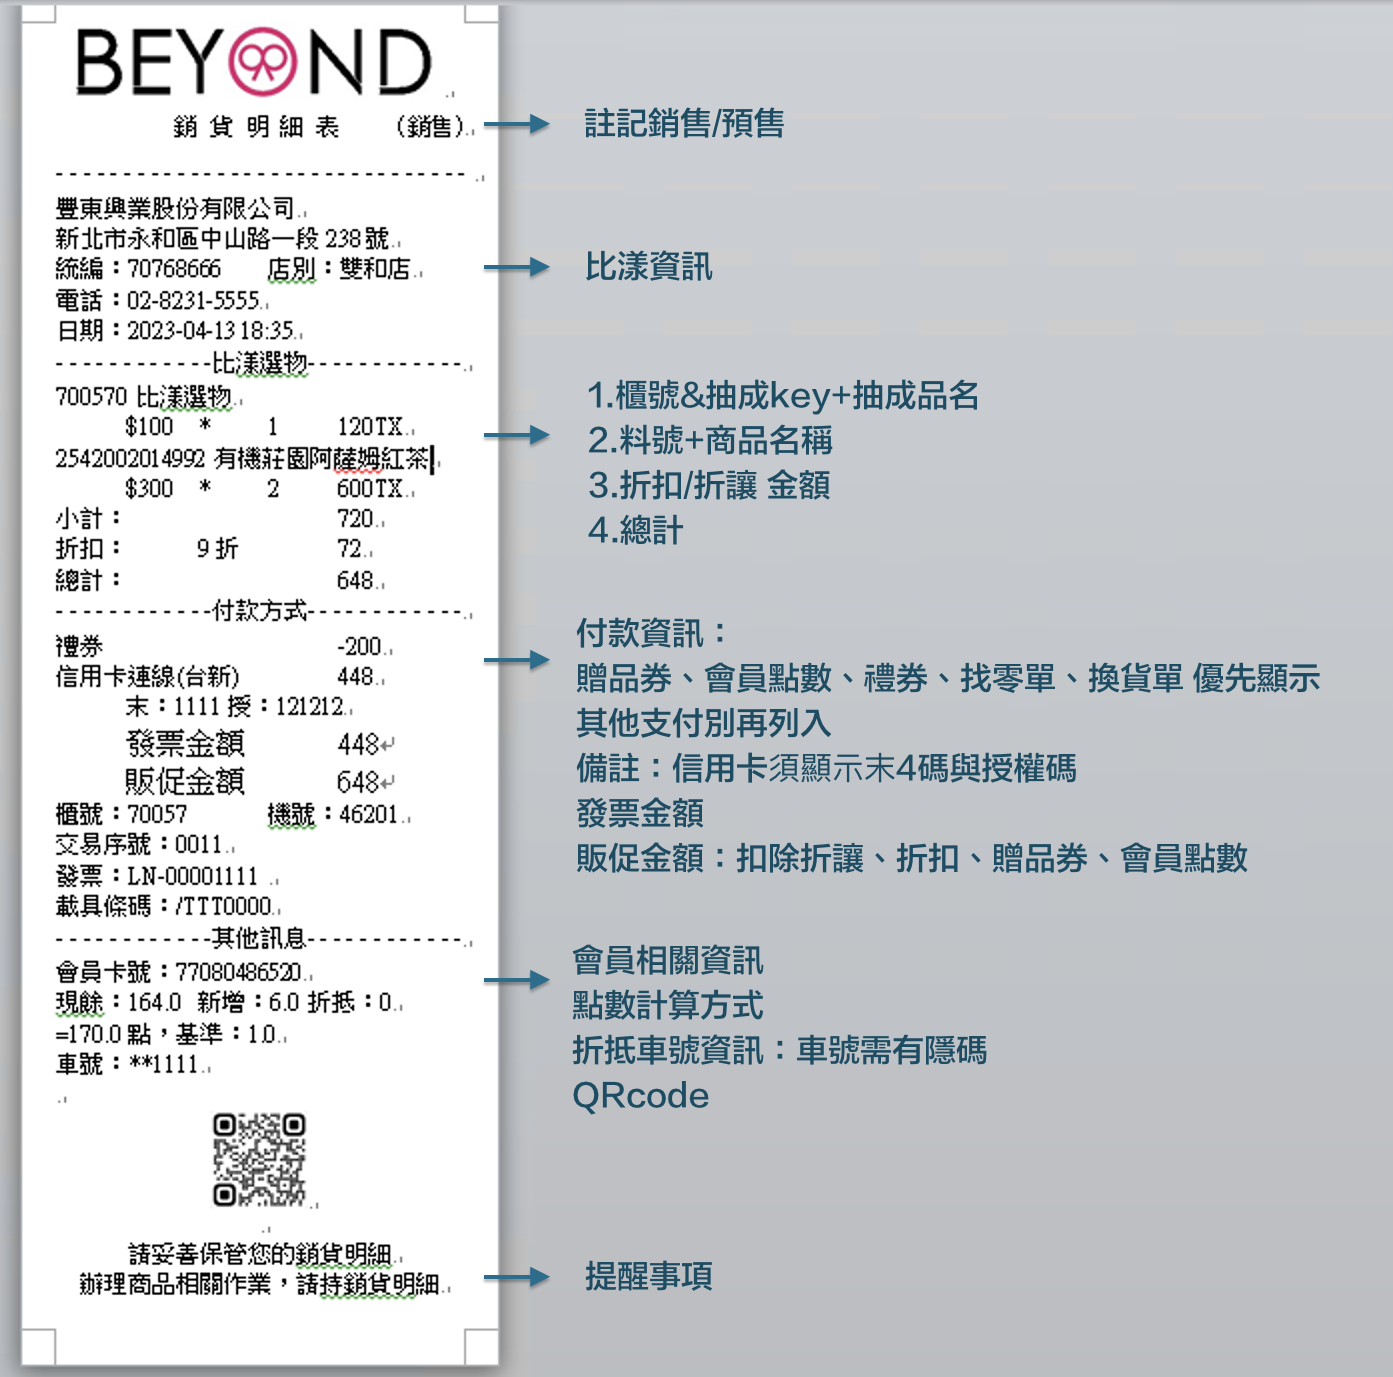 BEYOND
銷 貨 明 細 表 (銷售)
註記銷售/預售
------------------------------
豐東興業股份有限公司
新北市永和區中山路一段 238 號
統編：70768666 店別：雙和店
電話：02-8231-5555
日期：2023-04-13 18:35
比漾資訊
------------比漾選物------------
700570 比漾選物
$100 * 1 120TX
2542002014992 有機莊園阿薩姆紅茶
$300 * 2 600TX
小計： 720
折扣： 9 折 72
總計： 648
1.櫃號&抽成key+抽成品名
2.料號+商品名稱
3.折扣/折讓 金額
4.總計
------------付款方式------------
禮券 -200
信用卡連線(台新) 448
末：1111 授：121212
發票金額 448
販促金額 648
櫃號：70057 機號：46201
交易序號：0011
發票：LN-00001111
載具條碼：/TTT0000
付款資訊：
贈品券、會員點數、禮券、找零單、換貨單 優先顯示
其他支付別再列入
備註：信用卡須顯示末4碼與授權碼
發票金額
販促金額：扣除折讓、折扣、贈品券、會員點數
------------其他訊息------------
會員卡號：77080486520
現餘：164.0 新增：6.0 折抵：0
=170.0 點，基準：1.0
車號：**1111
會員相關資訊
點數計算方式
折抵車號資訊：車號需有隱碼
QRcode
請妥善保管您的銷貨明細
辦理商品相關作業，請持銷貨明細
提醒事項